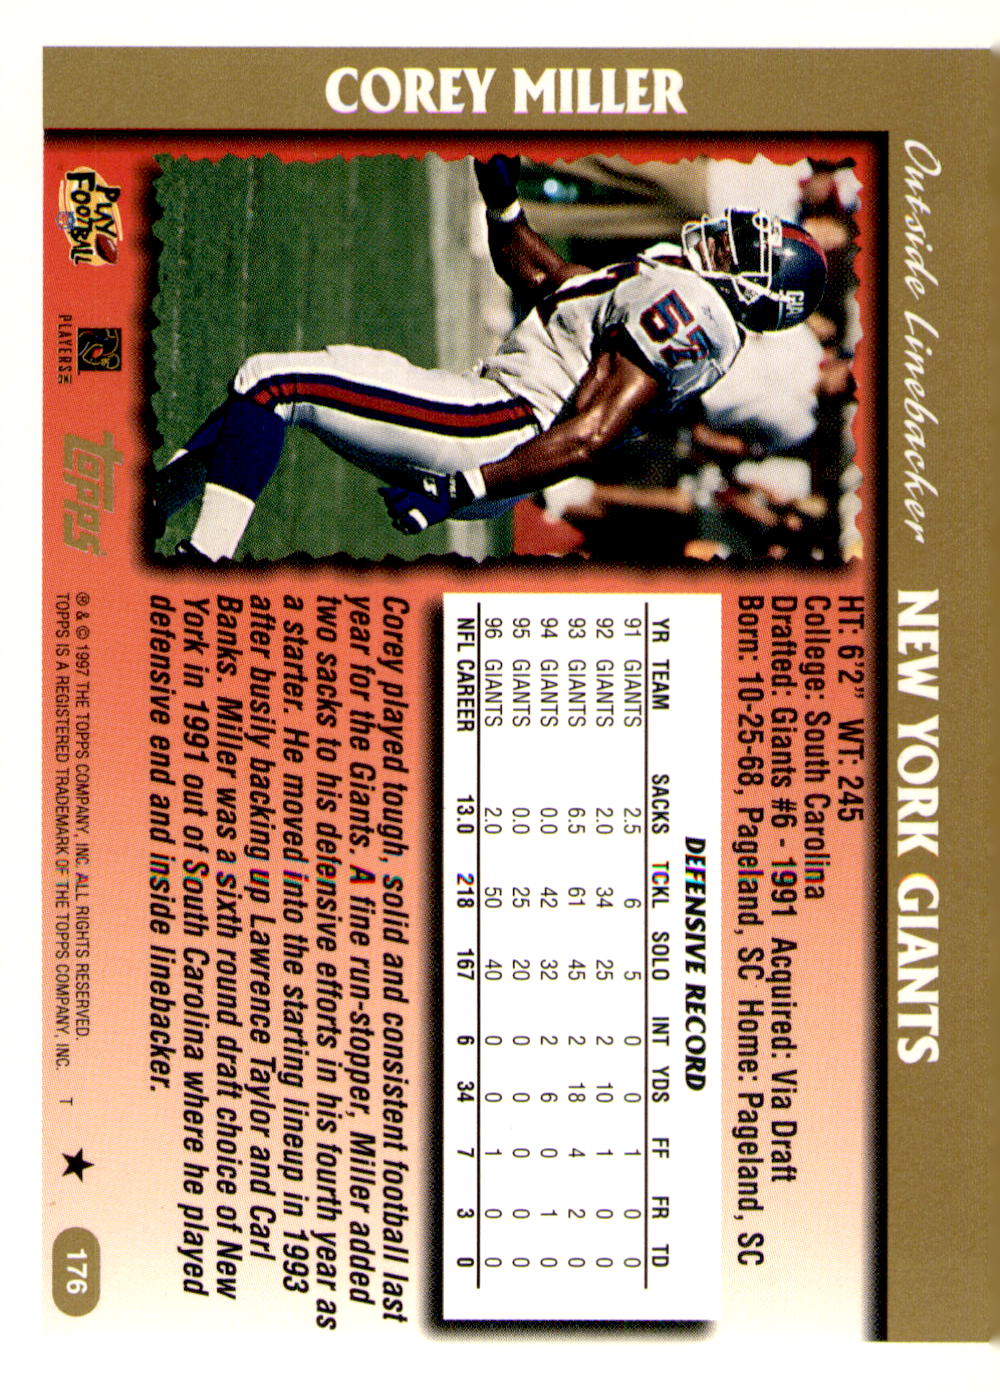 COREY MILLER
Outside Linebacker NEW YORK GIANTS
HT: 6'2" WT: 245
College: South Carolina
Drafted: Giants #6 - 1991 Acquired: Via Draft
Born: 10-25-68, Pageland, SC Home: Pageland, SC
DEFENSIVE RECORD
YR TEAM SACKS TCKL SOLO INT YDS FF FR TD
91 GIANTS 2.5 6 5 0 0 1 0 0
92 GIANTS 2.0 34 25 2 10 1 0 0
93 GIANTS 6.5 61 45 2 18 4 2 0
94 GIANTS 0.0 42 32 2 6 0 1 0
95 GIANTS 0.0 25 20 0 0 0 0 0
96 GIANTS 2.0 50 40 0 0 1 0 0
NFL CAREER 13.0 218 167 6 34 7 3 0
Corey played tough, solid and consistent football last
year for the Giants. A fine run-stopper, Miller added
two sacks to his defensive efforts in his fourth year as
a starter. He moved into the starting lineup in 1993
after busily backing up Lawrence Taylor and Carl
Banks. Miller was a sixth round draft choice of New
York in 1991 out of South Carolina where he played
defensive end and inside linebacker.
57
PLAY
FOOTBALL
PLAYERS INC
TOPPS
® & © 1997 THE TOPPS COMPANY, INC. ALL RIGHTS RESERVED.
TOPPS IS A REGISTERED TRADEMARK OF THE TOPPS COMPANY, INC. T
176